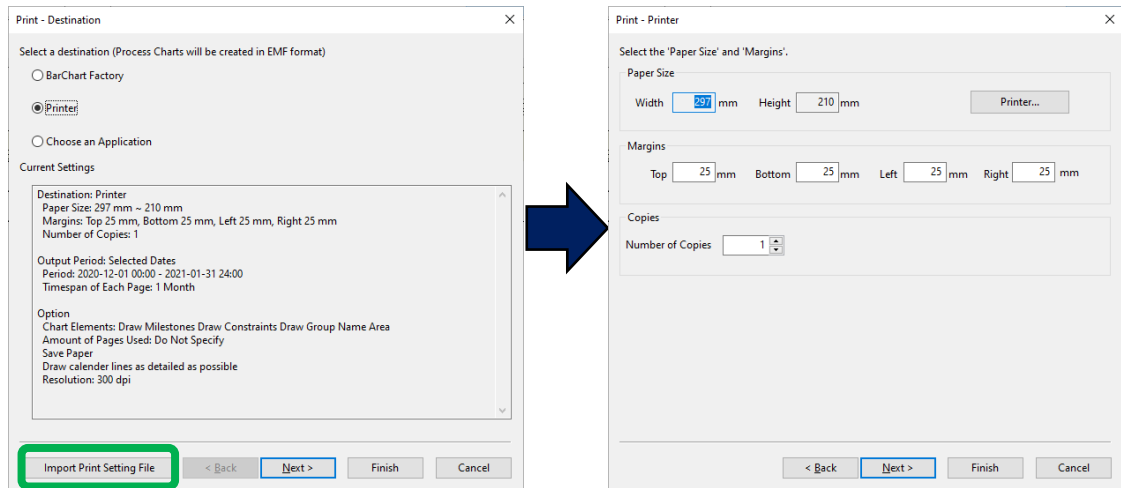 Print - Destination
Select a destination (Process Charts will be created in EMF format)
BarChart Factory
Printer
Choose an Application
Current Settings
Destination: Printer
Paper Size: 297 mm ~ 210 mm
Margins: Top 25 mm, Bottom 25 mm, Left 25 mm, Right 25 mm
Number of Copies: 1
Output Period: Selected Dates
Period: 2020-12-01 00:00 - 2021-01-31 24:00
Timespan of Each Page: 1 Month
Option
Chart Elements: Draw Milestones Draw Constraints Draw Group Name Area
Amount of Pages Used: Do Not Specify
Save Paper
Draw calender lines as detailed as possible
Resolution: 300 dpi
Import Print Setting File < Back Next > Finish Cancel
Print - Printer
Select the 'Paper Size' and 'Margins'.
Paper Size
Width 297 mm Height 210 mm Printer...
Margins
Top 25 mm Bottom 25 mm Left 25 mm Right 25 mm
Copies
Number of Copies 1
< Back Next > Finish Cancel